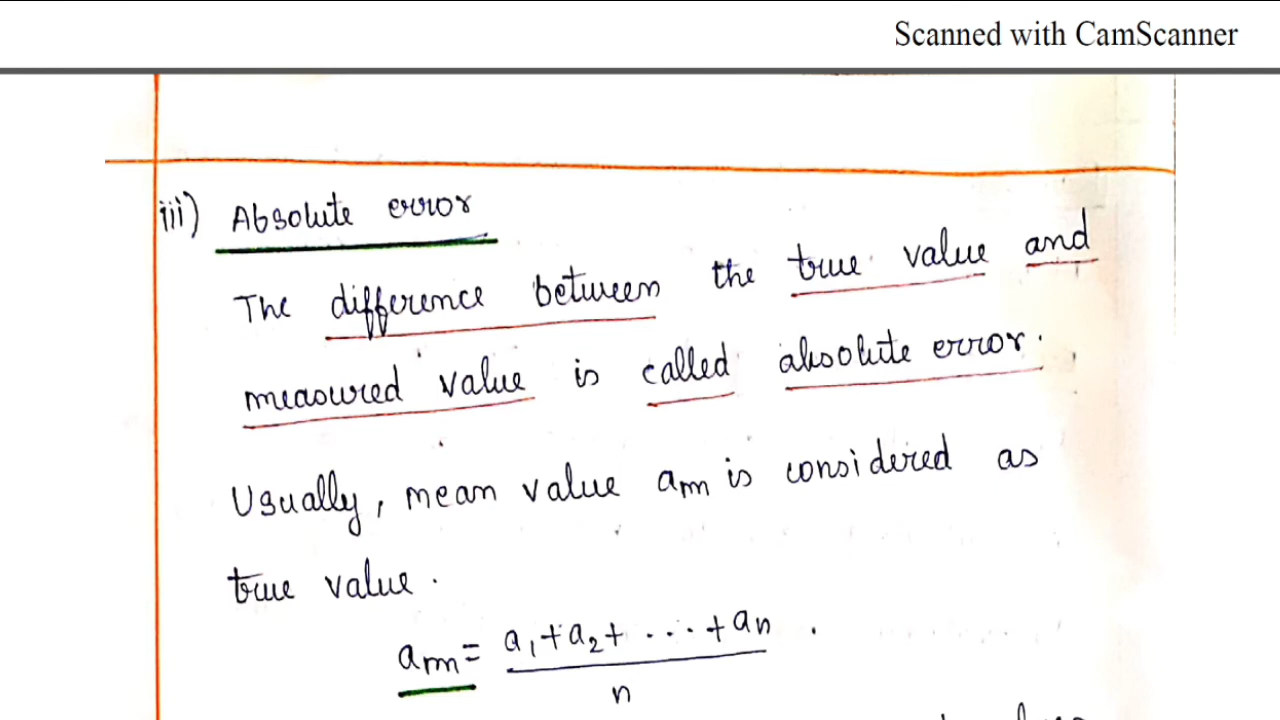 Scanned with CamScanner
iii) Absolute error
The difference between the true value and
measured value is called absolute error.
Usually, mean value am is considered as
true value.
am = a1 + a2 + .... + an .
n